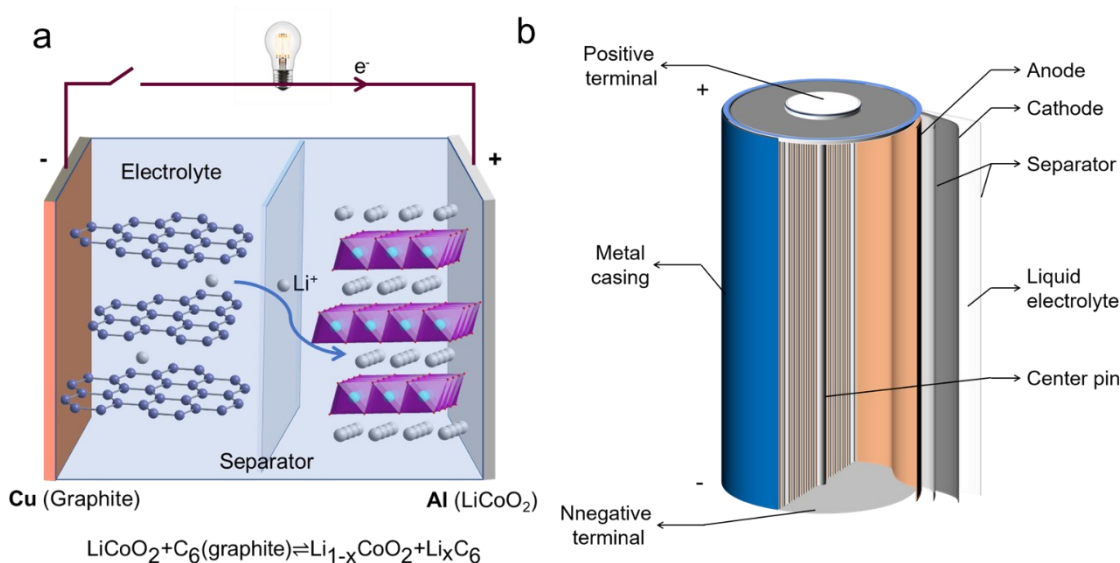 a
e-
-
+
Electrolyte
Li+
Separator
Cu (Graphite)
Al (LiCoO2)
LiCoO2+C6(graphite)⇌Li1-xCoO2+LixC6
b
Positive
terminal
+
Anode
Cathode
Separator
Metal
casing
Liquid
electrolyte
Center pin
-
Nnegative
terminal